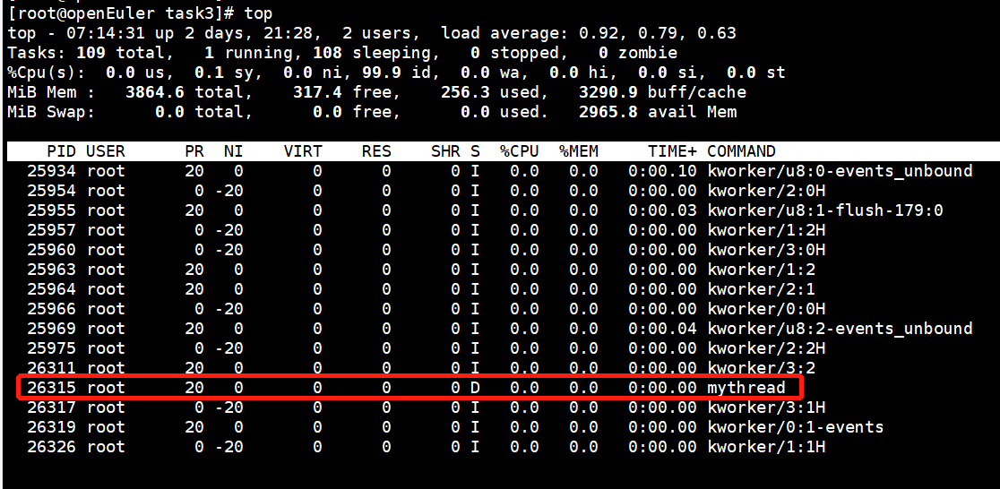 [root@openEuler task3]# top
top - 07:14:31 up 2 days, 21:28,  2 users,  load average: 0.92, 0.79, 0.63
Tasks: 109 total,   1 running, 108 sleeping,   0 stopped,   0 zombie
%Cpu(s):  0.0 us,  0.1 sy,  0.0 ni, 99.9 id,  0.0 wa,  0.0 hi,  0.0 si,  0.0 st
MiB Mem :   3864.6 total,    317.4 free,    256.3 used,   3290.9 buff/cache
MiB Swap:      0.0 total,      0.0 free,      0.0 used.   2965.8 avail Mem
    PID USER      PR  NI    VIRT    RES    SHR S  %CPU  %MEM     TIME+ COMMAND
  25934 root      20   0       0      0      0 I   0.0   0.0   0:00.10 kworker/u8:0-events_unbound
  25954 root       0 -20       0      0      0 I   0.0   0.0   0:00.00 kworker/2:0H
  25955 root      20   0       0      0      0 I   0.0   0.0   0:00.03 kworker/u8:1-flush-179:0
  25957 root       0 -20       0      0      0 I   0.0   0.0   0:00.00 kworker/1:2H
  25960 root       0 -20       0      0      0 I   0.0   0.0   0:00.00 kworker/3:0H
  25963 root      20   0       0      0      0 I   0.0   0.0   0:00.00 kworker/1:2
  25964 root      20   0       0      0      0 I   0.0   0.0   0:00.00 kworker/2:1
  25966 root       0 -20       0      0      0 I   0.0   0.0   0:00.00 kworker/0:0H
  25969 root      20   0       0      0      0 I   0.0   0.0   0:00.04 kworker/u8:2-events_unbound
  25975 root       0 -20       0      0      0 I   0.0   0.0   0:00.00 kworker/2:2H
  26311 root      20   0       0      0      0 I   0.0   0.0   0:00.00 kworker/3:2
  26315 root      20   0       0      0      0 D   0.0   0.0   0:00.00 mythread
  26317 root       0 -20       0      0      0 I   0.0   0.0   0:00.00 kworker/3:1H
  26319 root      20   0       0      0      0 I   0.0   0.0   0:00.00 kworker/0:1-events
  26326 root       0 -20       0      0      0 I   0.0   0.0   0:00.00 kworker/1:1H